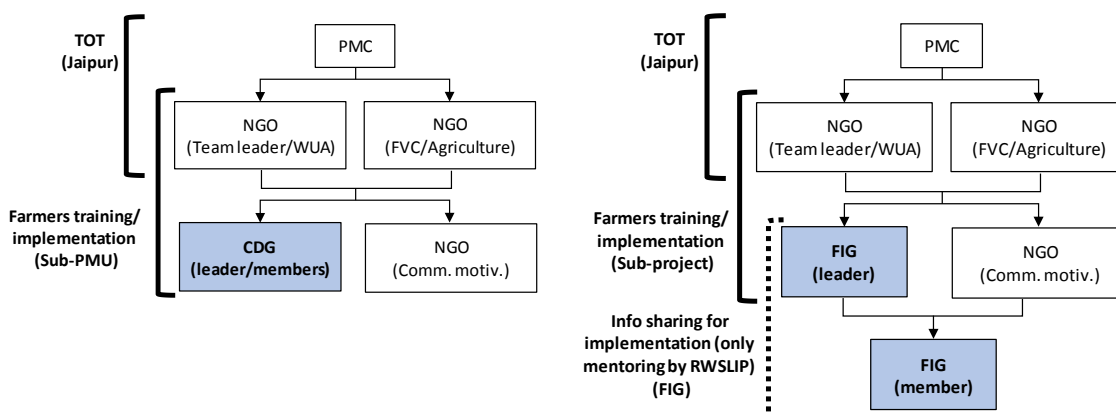 TOT
(Jaipur)
PMC
NGO
(Team leader/WUA)
NGO
(FVC/Agriculture)
Farmers training/
implementation
(Sub-PMU)
CDG
(leader/members)
NGO
(Comm. motiv.)
TOT
(Jaipur)
PMC
NGO
(Team leader/WUA)
NGO
(FVC/Agriculture)
Farmers training/
implementation
(Sub-project)
FIG
(leader)
NGO
(Comm. motiv.)
Info sharing for
implementation (only
mentoring by RWSLIP)
(FIG)
FIG
(member)